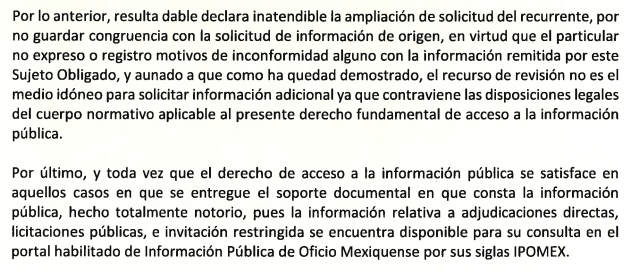 Por lo anterior, resulta dable declara inatendible la ampliación de solicitud del recurrente, por
no guardar congruencia con la solicitud de información de origen, en virtud que el particular
no expreso o registro motivos de inconformidad alguno con la información remitida por este
Sujeto Obligado, y aunado a que como ha quedad demostrado, el recurso de revisión no es el
medio idóneo para solicitar información adicional ya que contraviene las disposiciones legales
del cuerpo normativo aplicable al presente derecho fundamental de acceso a la información
pública.
Por último, y toda vez que el derecho de acceso a la información pública se satisface en
aquellos casos en que se entregue el soporte documental en que consta la información
pública, hecho totalmente notorio, pues la información relativa a adjudicaciones directas,
licitaciones públicas, e invitación restringida se encuentra disponible para su consulta en el
portal habilitado de Información Pública de Oficio Mexiquense por sus siglas IPOMEX.